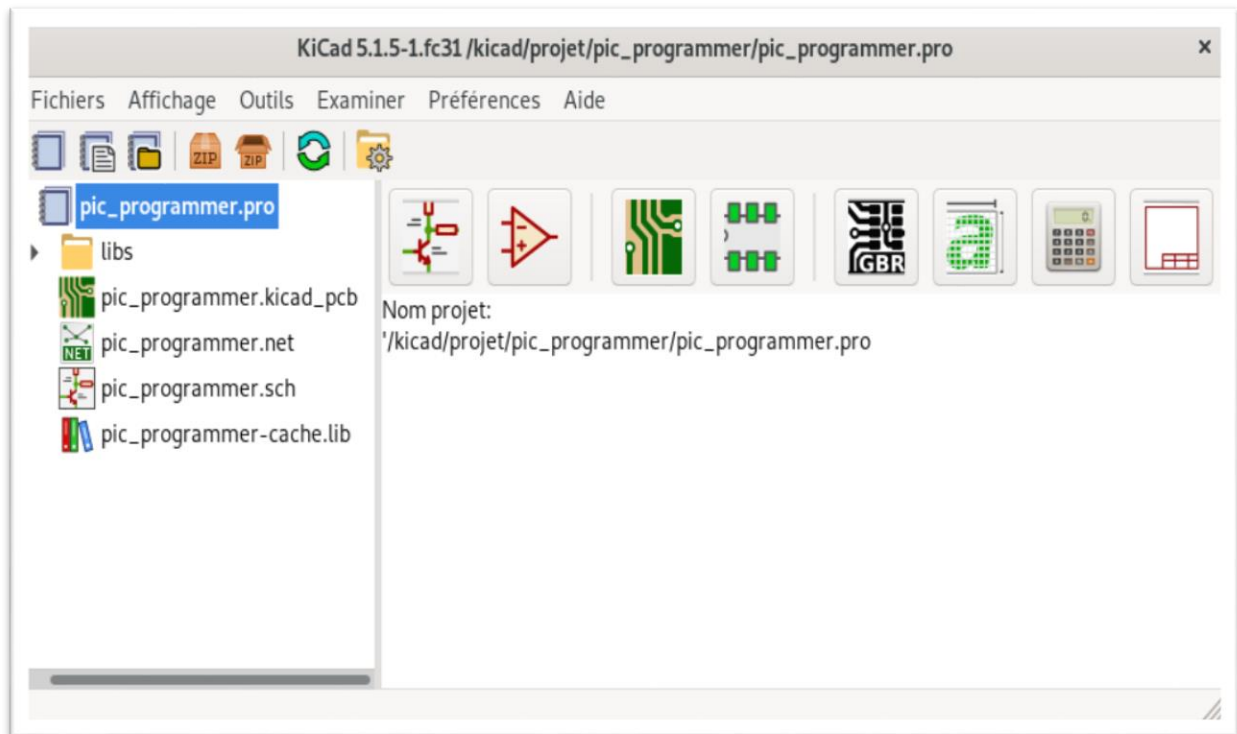 KiCad 5.1.5-1.fc31 /kicad/projet/pic_programmer/pic_programmer.pro
Fichiers Affichage Outils Examiner Préférences Aide
ZIP ZIP
pic_programmer.pro
libs
pic_programmer.kicad_pcb
NET pic_programmer.net
pic_programmer.sch
pic_programmer-cache.lib
GBR a 0.
Nom projet:
'/kicad/projet/pic_programmer/pic_programmer.pro